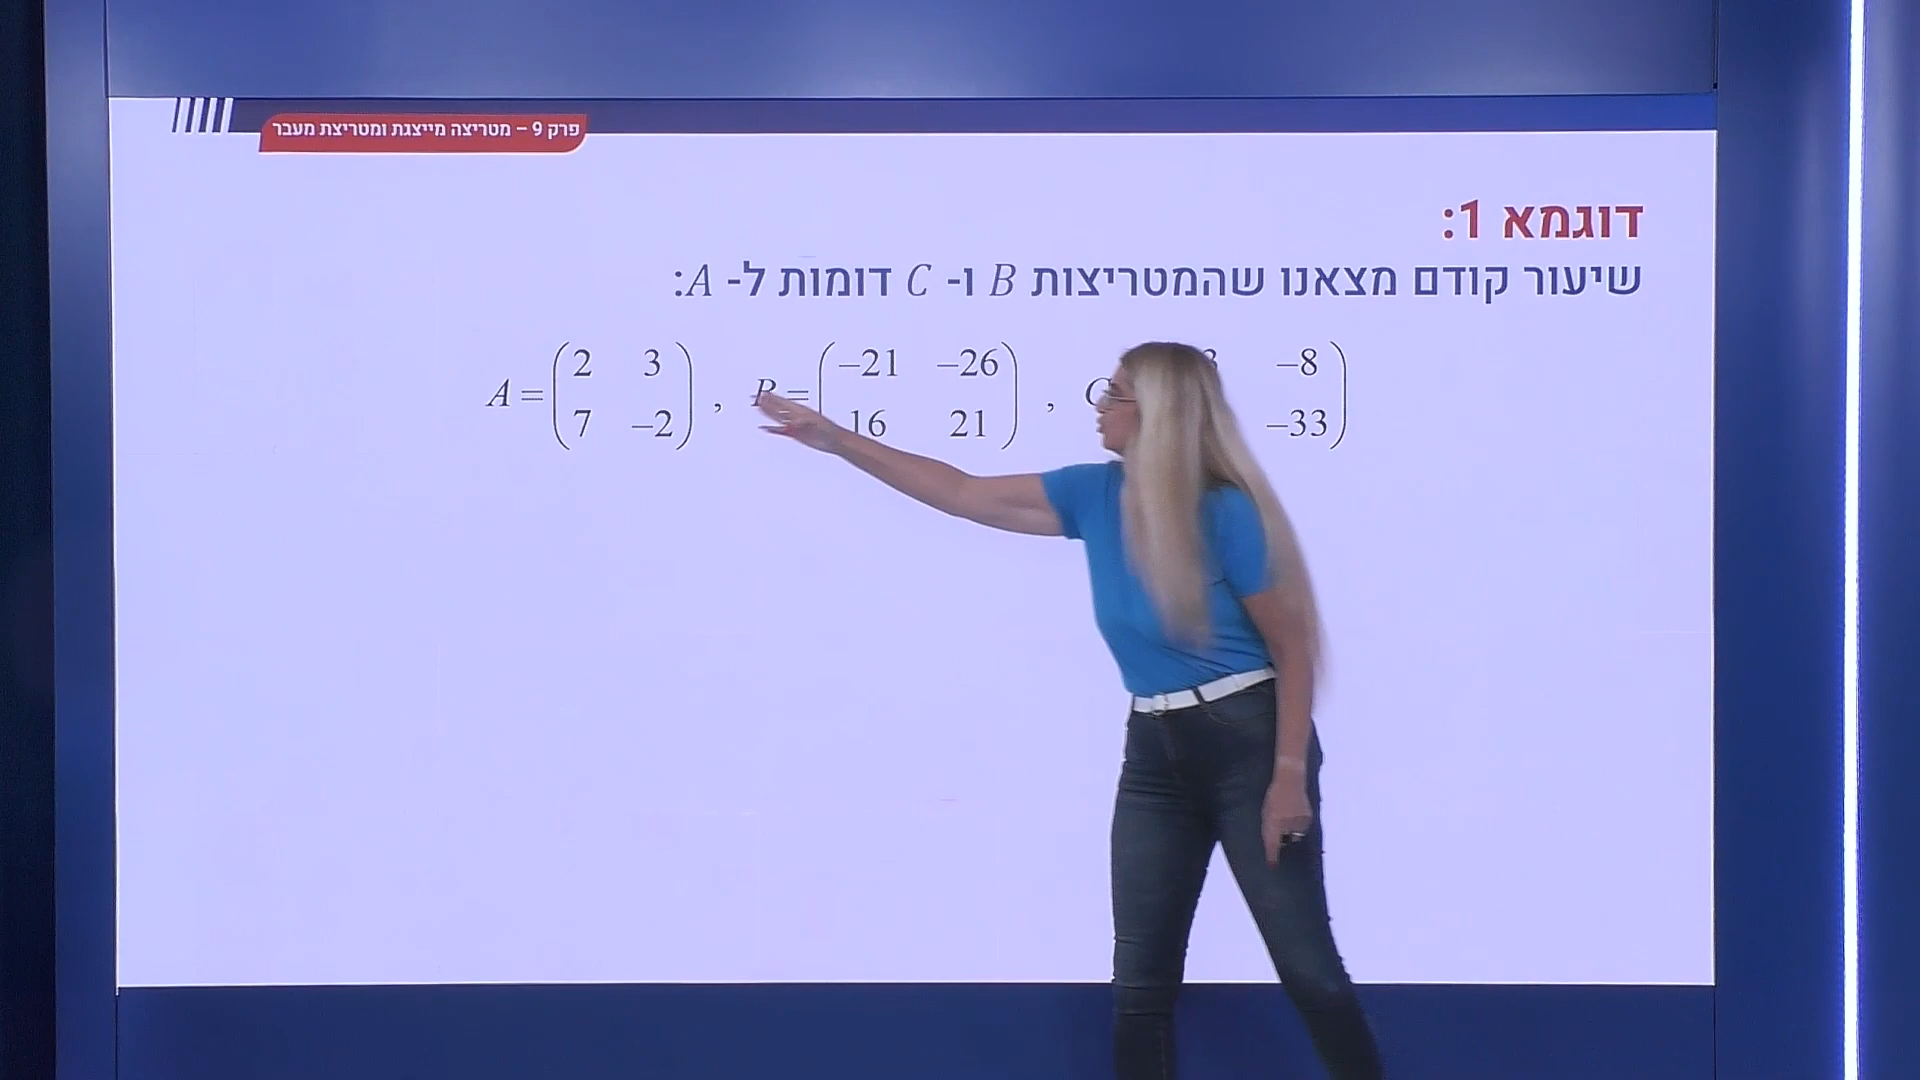 פרק 9 – מטריצה מייצגת ומטריצת מעבר
דוגמא 1:
שיעור קודם מצאנו שהמטריצות B ו- C דומות ל- A:
A = (2 3; 7 –2) , B = (–21 –26; 16 21) , C –8 –33